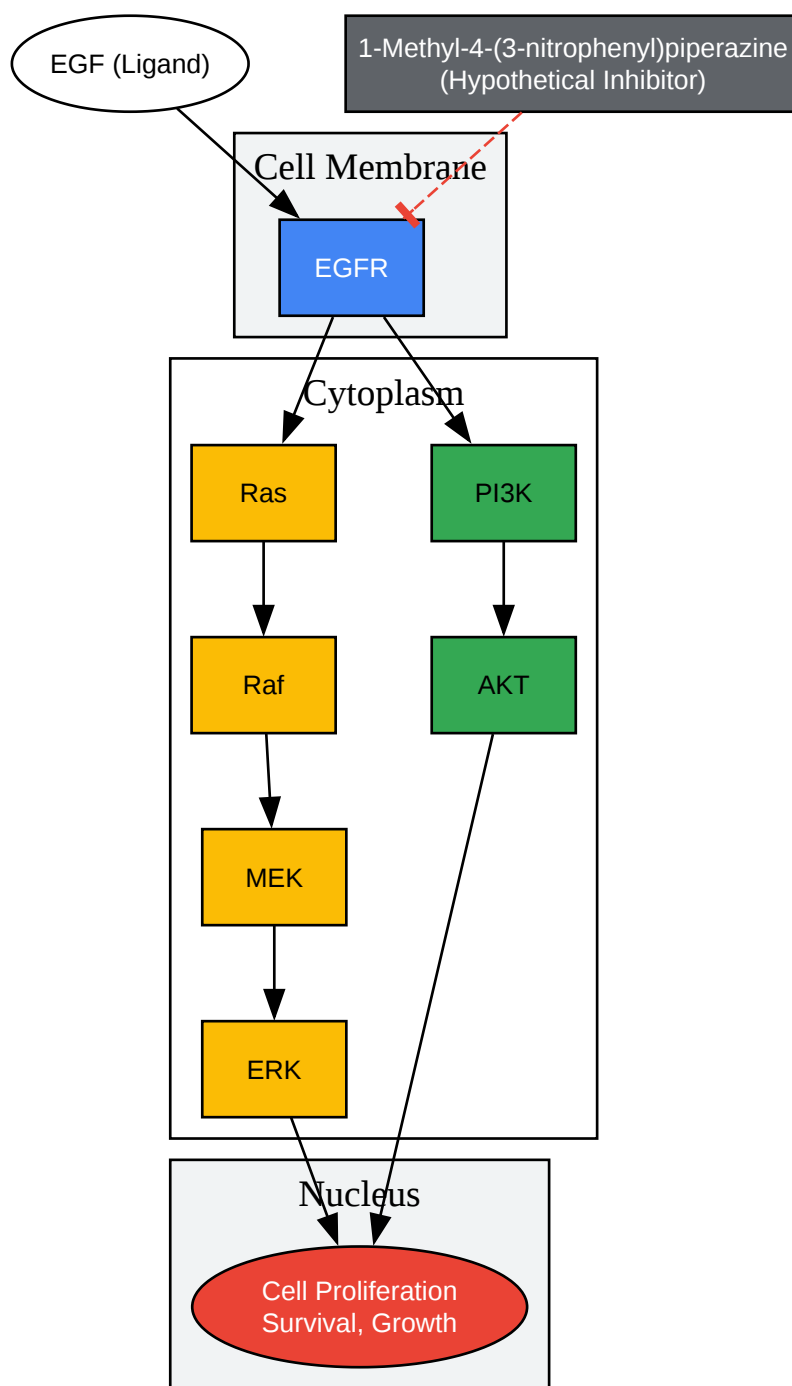 EGF (Ligand)
1-Methyl-4-(3-nitrophenyl)piperazine
(Hypothetical Inhibitor)
Cell Membrane
EGFR
Cytoplasm
Ras
PI3K
Raf
AKT
MEK
ERK
Nucleus
Cell Proliferation
Survival, Growth